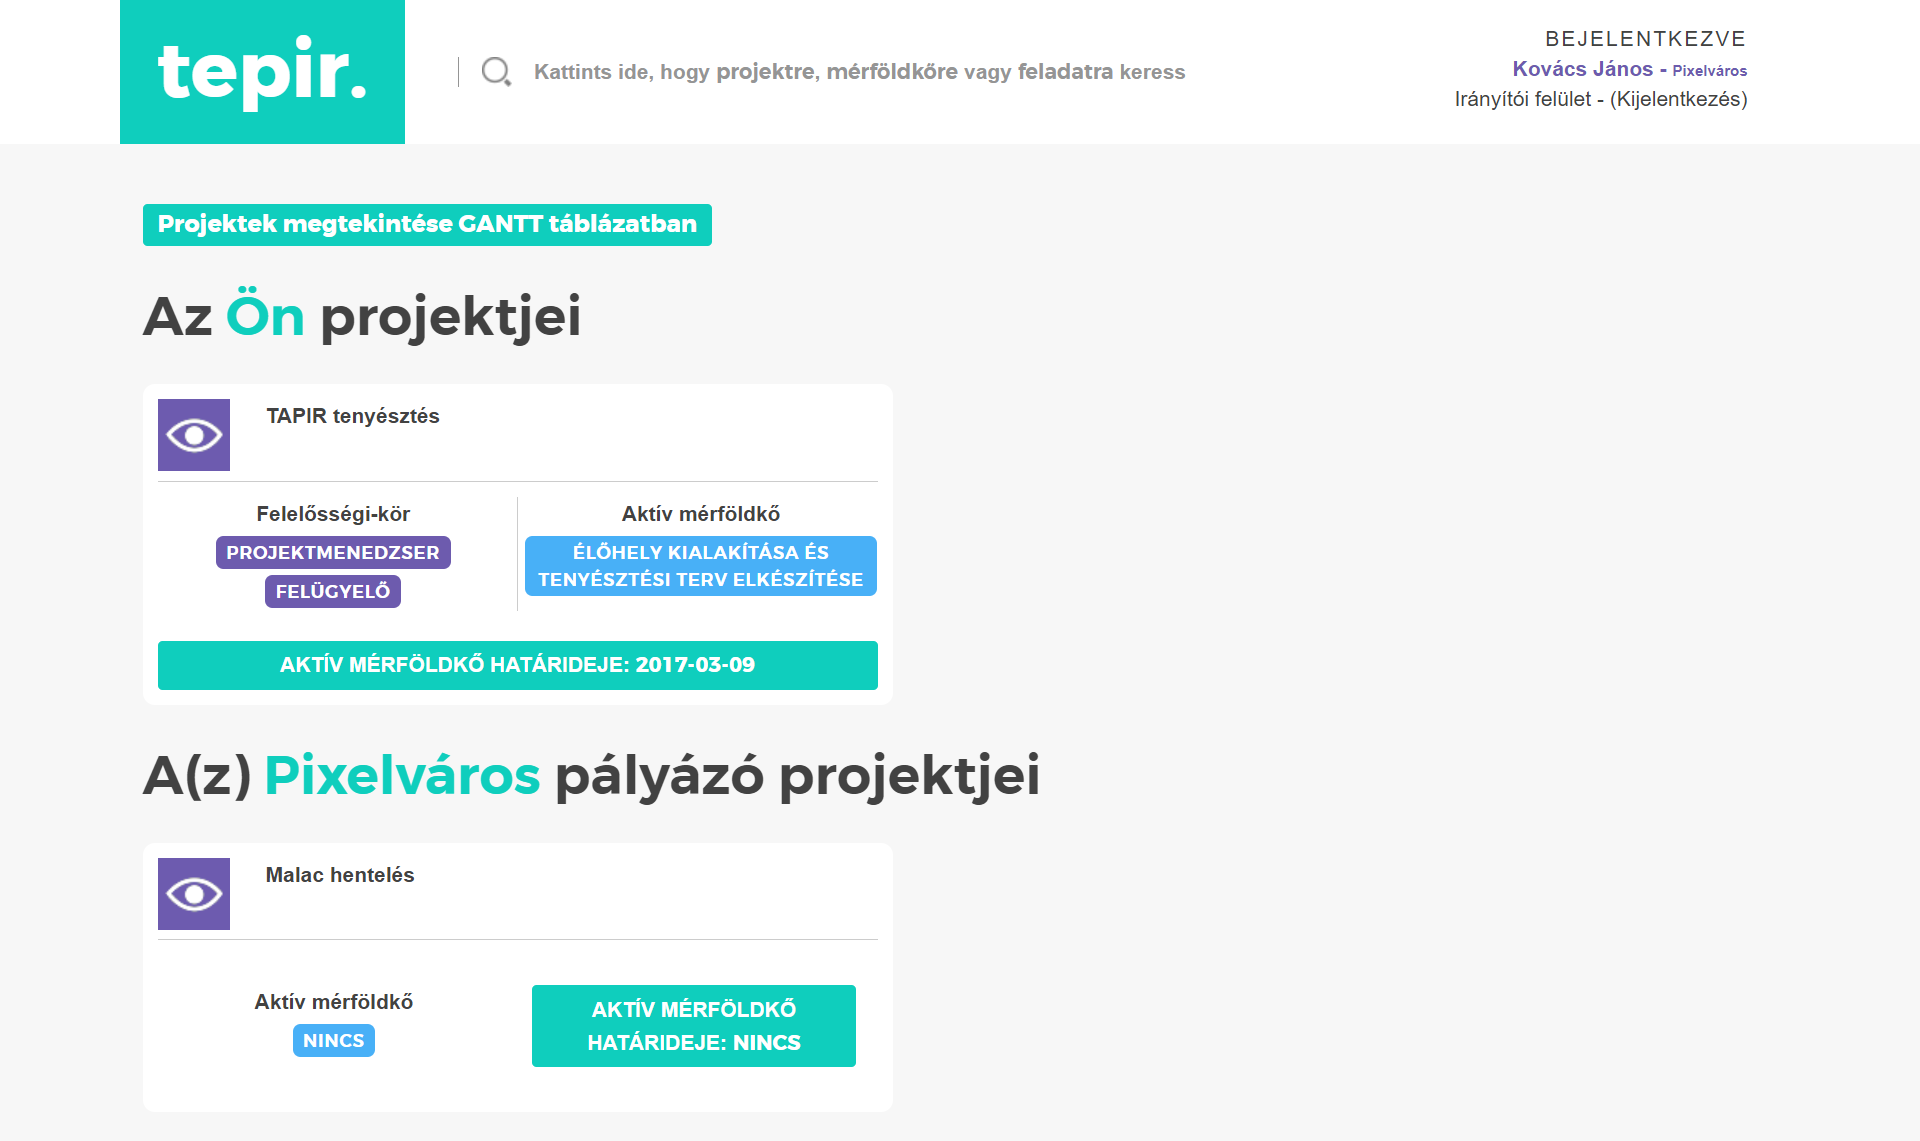 tepir.
Kattints ide, hogy projektre, mérföldkőre vagy feladatra keress
BEJELENTKEZVE
Kovács János - Pixelváros
Irányítói felület - (Kijelentkezés)
Projektek megtekintése GANTT táblázatban
Az Ön projektjei
TAPIR tenyésztés
Felelősségi-kör
PROJEKTMENEDZSER
FELÜGYELŐ
Aktív mérföldkő
ÉLŐHELY KIALAKÍTÁSA ÉS
TENYÉSZTÉSI TERV ELKÉSZÍTÉSE
AKTÍV MÉRFÖLDKŐ HATÁRIDEJE: 2017-03-09
A(z) Pixelváros pályázó projektjei
Malac hentelés
Aktív mérföldkő
NINCS
AKTÍV MÉRFÖLDKŐ
HATÁRIDEJE: NINCS